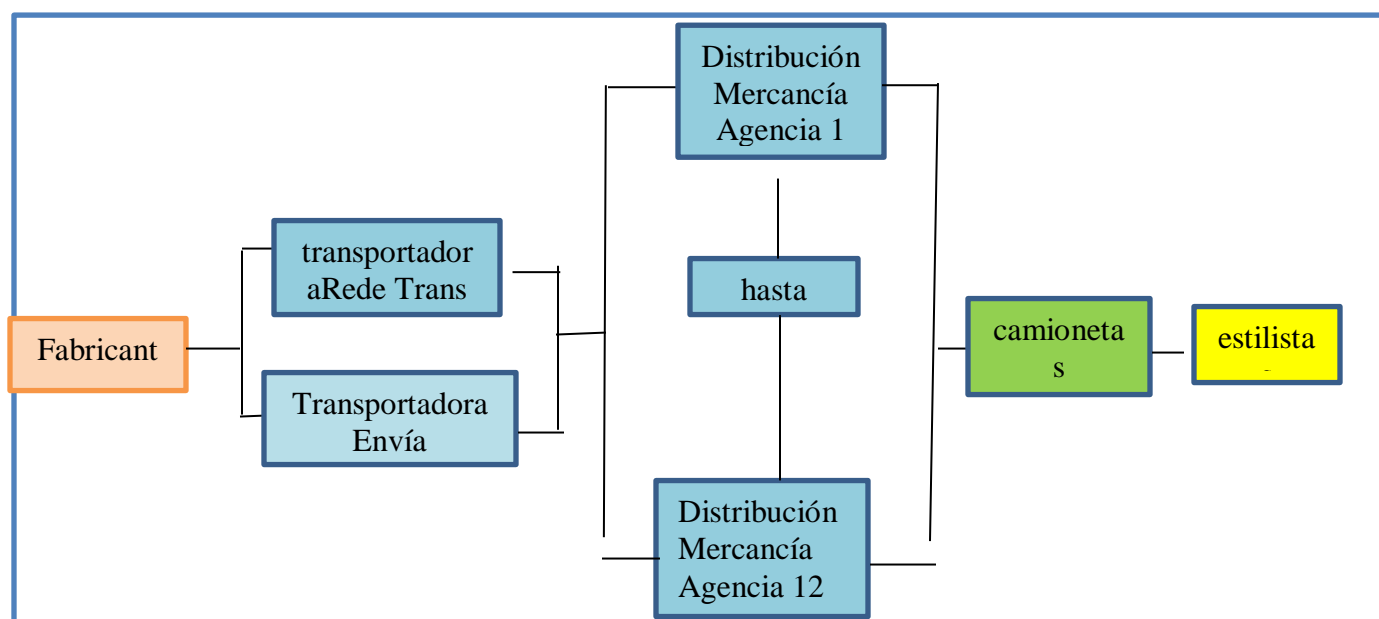 Distribución
Mercancía
Agencia 1
transportador
aRede Trans
hasta
Fabricant
camioneta
s
estilista
Transportadora
Envía
Distribución
Mercancía
Agencia 12